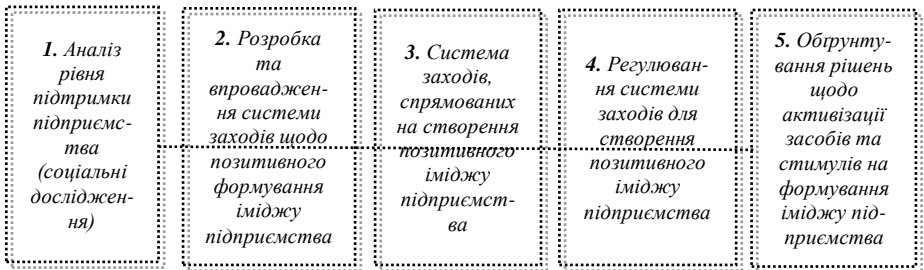 1. Аналіз
рівня
підтримки
підприємс-
тва
(соціальні
досліджен-
ня)
2. Розробка
та
впроваджен-
ня системи
заходів щодо
позитивного
формування
іміджу
підприємства
3. Система
заходів,
спрямованих
на створення
позитивного
іміджу
підприємст-
ва
4. Регулюван-
ня системи
заходів для
створення
позитивного
іміджу
підприємства
5. Обґрунту-
вання рішень
щодо
активізації
засобів та
стимулів на
формування
іміджу під-
приємства